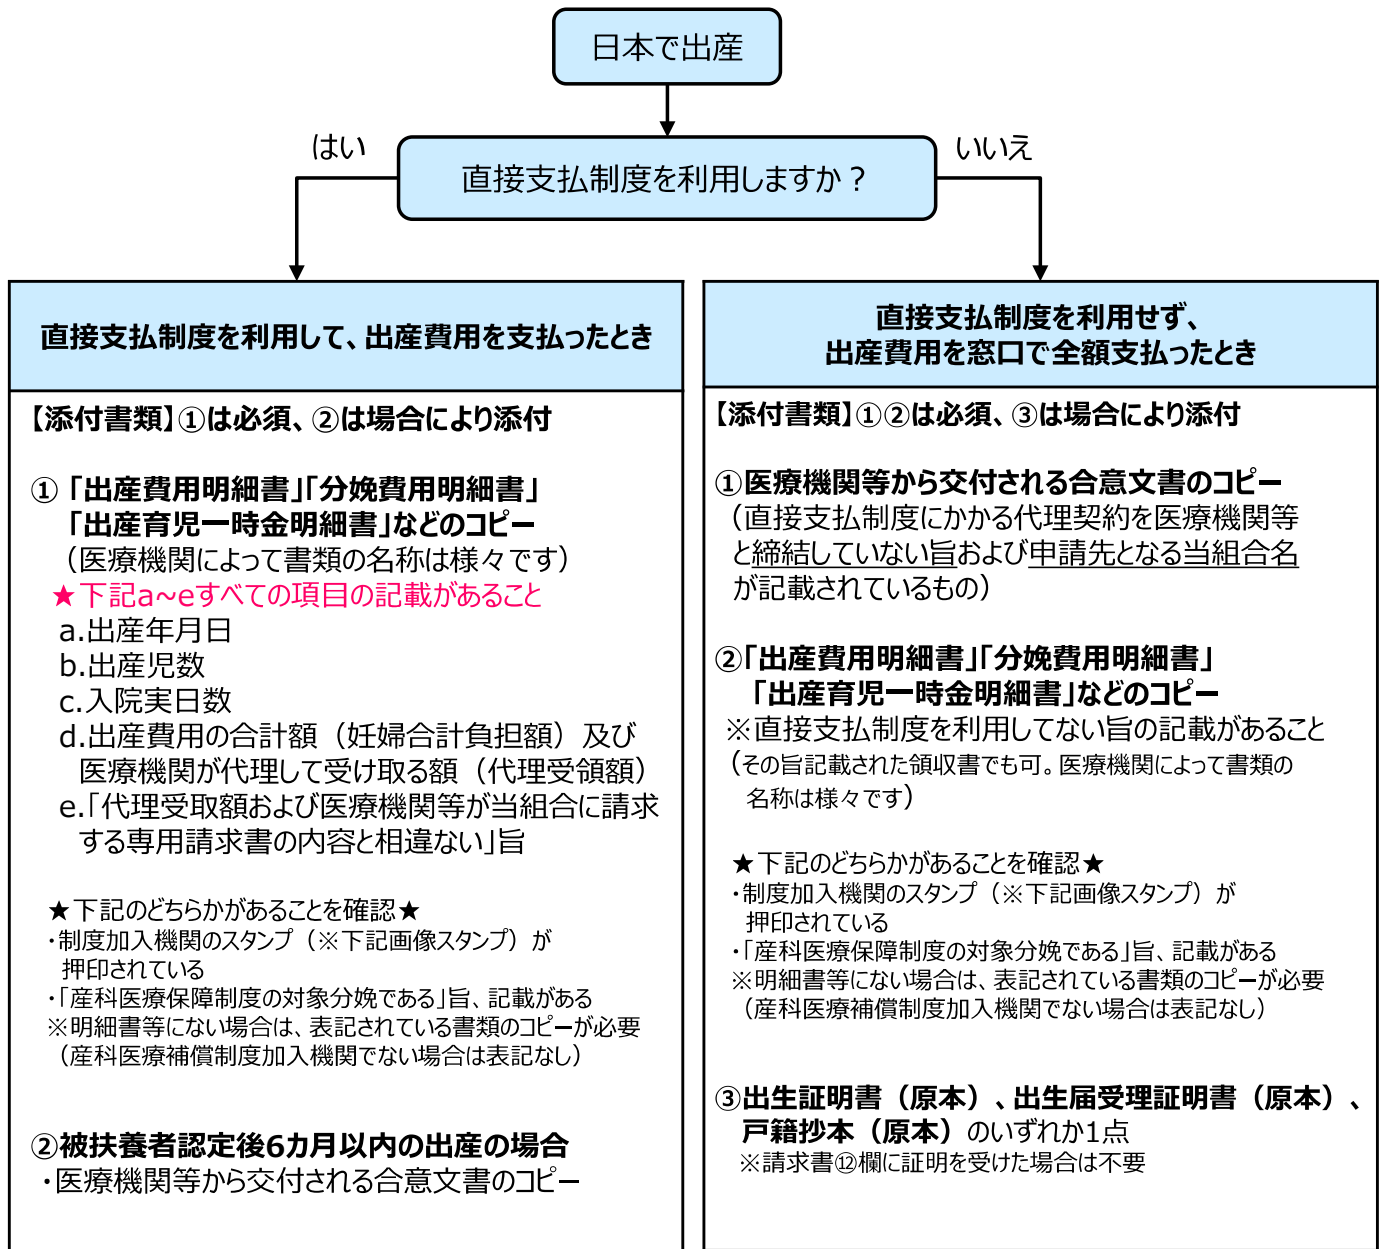 日本で出産
はい
直接支払制度を利用しますか？
いいえ
直接支払制度を利用して、出産費用を支払ったとき
【添付書類】①は必須、②は場合により添付
①「出産費用明細書」「分娩費用明細書」
「出産育児一時金明細書」などのコピー
（医療機関によって書類の名称は様々です）
★下記a~eすべての項目の記載があること
a.出産年月日
b.出産児数
c.入院実日数
d.出産費用の合計額（妊婦合計負担額）及び
医療機関が代理して受け取る額（代理受領額）
e.「代理受取額および医療機関等が当組合に請求
する専用請求書の内容と相違ない」旨
★下記のどちらかがあることを確認★
・制度加入機関のスタンプ（※下記画像スタンプ）が
押印されている
・「産科医療保障制度の対象分娩である」旨、記載がある
※明細書等にない場合は、表記されている書類のコピーが必要
（産科医療補償制度加入機関でない場合は表記なし）
②被扶養者認定後6カ月以内の出産の場合
・医療機関等から交付される合意文書のコピー
直接支払制度を利用せず、
出産費用を窓口で全額支払ったとき
【添付書類】①②は必須、③は場合により添付
①医療機関等から交付される合意文書のコピー
（直接支払制度にかかる代理契約を医療機関等
と締結していない旨および申請先となる当組合名
が記載されているもの）
②「出産費用明細書」「分娩費用明細書」
「出産育児一時金明細書」などのコピー
※直接支払制度を利用してない旨の記載があること
（その旨記載された領収書でも可。医療機関によって書類の
名称は様々です）
★下記のどちらかがあることを確認★
・制度加入機関のスタンプ（※下記画像スタンプ）が
押印されている
・「産科医療保障制度の対象分娩である」旨、記載がある
※明細書等にない場合は、表記されている書類のコピーが必要
（産科医療補償制度加入機関でない場合は表記なし）
③出生証明書（原本）、出生届受理証明書（原本）、
戸籍抄本（原本）のいずれか1点
※請求書⑫欄に証明を受けた場合は不要